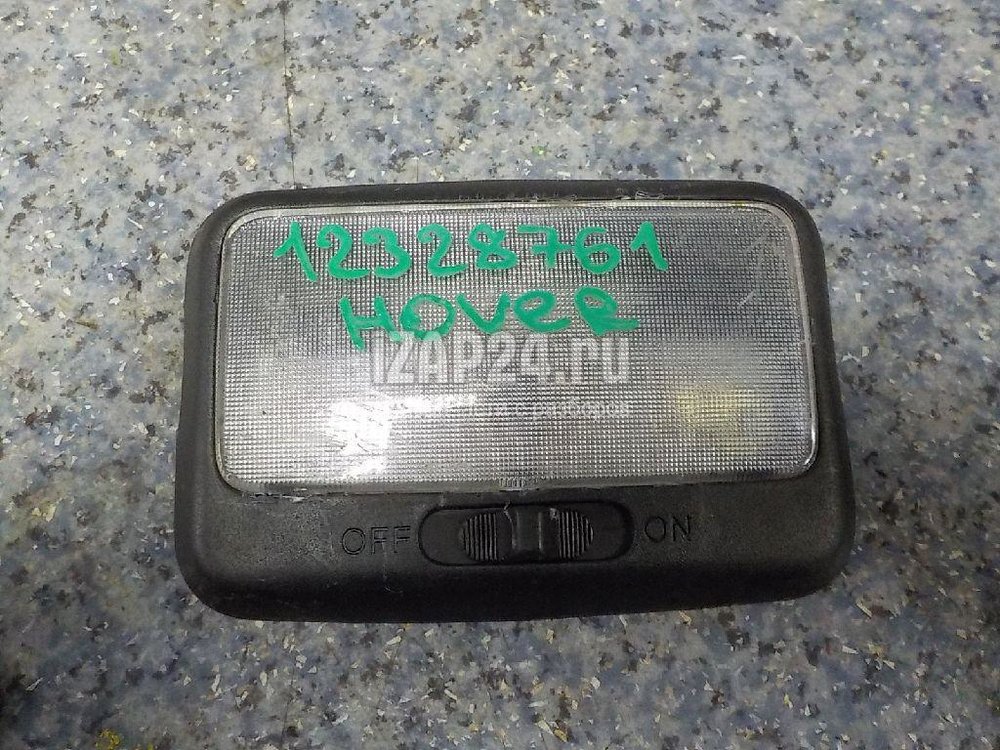 12328761
HOVER
IZAP24.ru
OFF
ON